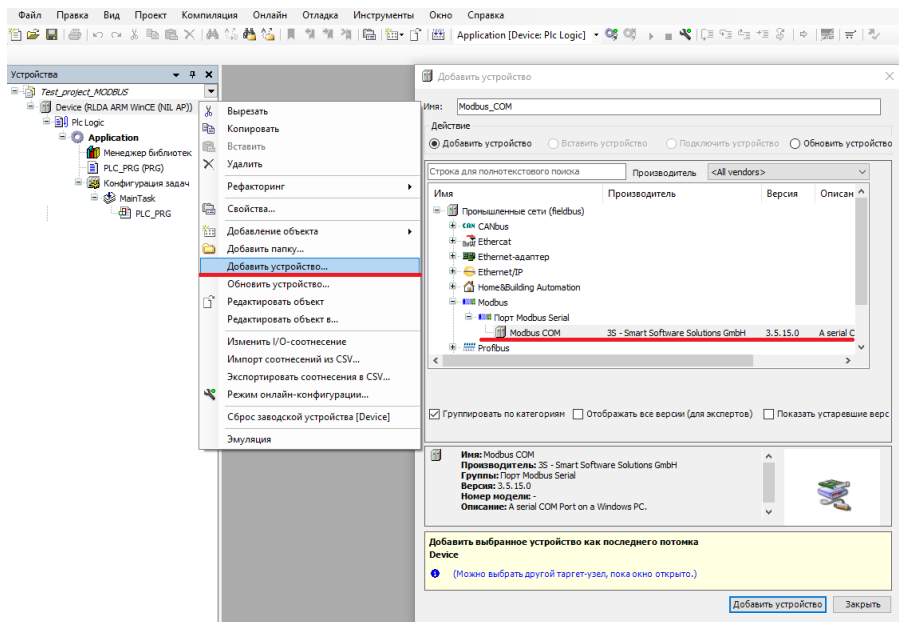 Файл Правка Вид Проект Компиляция Онлайн Отладка Инструменты Окно Справка
Application [Device: Plc Logic]
Устройства
Test_project_MODBUS
Device (RLDA ARM WinCE (NIL AP))
Plc Logic
Application
Менеджер библиотек
PLC_PRG (PRG)
Конфигурация задач
MainTask
PLC_PRG
Вырезать
Копировать
Вставить
Удалить
Рефакторинг
Свойства...
Добавление объекта
Добавить папку...
Добавить устройство...
Обновить устройство...
Редактировать объект
Редактировать объект в...
Изменить I/O-соотнесение
Импорт соотнесений из CSV...
Экспортировать соотнесения в CSV...
Режим онлайн-конфигурации...
Сброс заводской устройства [Device]
Эмуляция
Добавить устройство
Имя: Modbus_COM
Действие
Добавить устройство Вставить устройство Подключить устройство Обновить устройство
Строка для полнотекстового поиска Производитель <All vendors>
Имя Производитель Версия Описан
Промышленные сети (fieldbus)
CAN CANbus
Ethercat
Ethernet-адаптер
Ethernet/IP
Home&Building Automation
Modbus
Порт Modbus Serial
Modbus COM 3S - Smart Software Solutions GmbH 3.5.15.0 A serial C
Profibus
Группировать по категориям Отображать все версии (для экспертов) Показать устаревшие верс
Имя: Modbus COM
Производитель: 3S - Smart Software Solutions GmbH
Группы: Порт Modbus Serial
Версия: 3.5.15.0
Номер модели: -
Описание: A serial COM Port on a Windows PC.
Добавить выбранное устройство как последнего потомка
Device
(Можно выбрать другой таргет-узел, пока окно открыто.)
Добавить устройство Закрыть